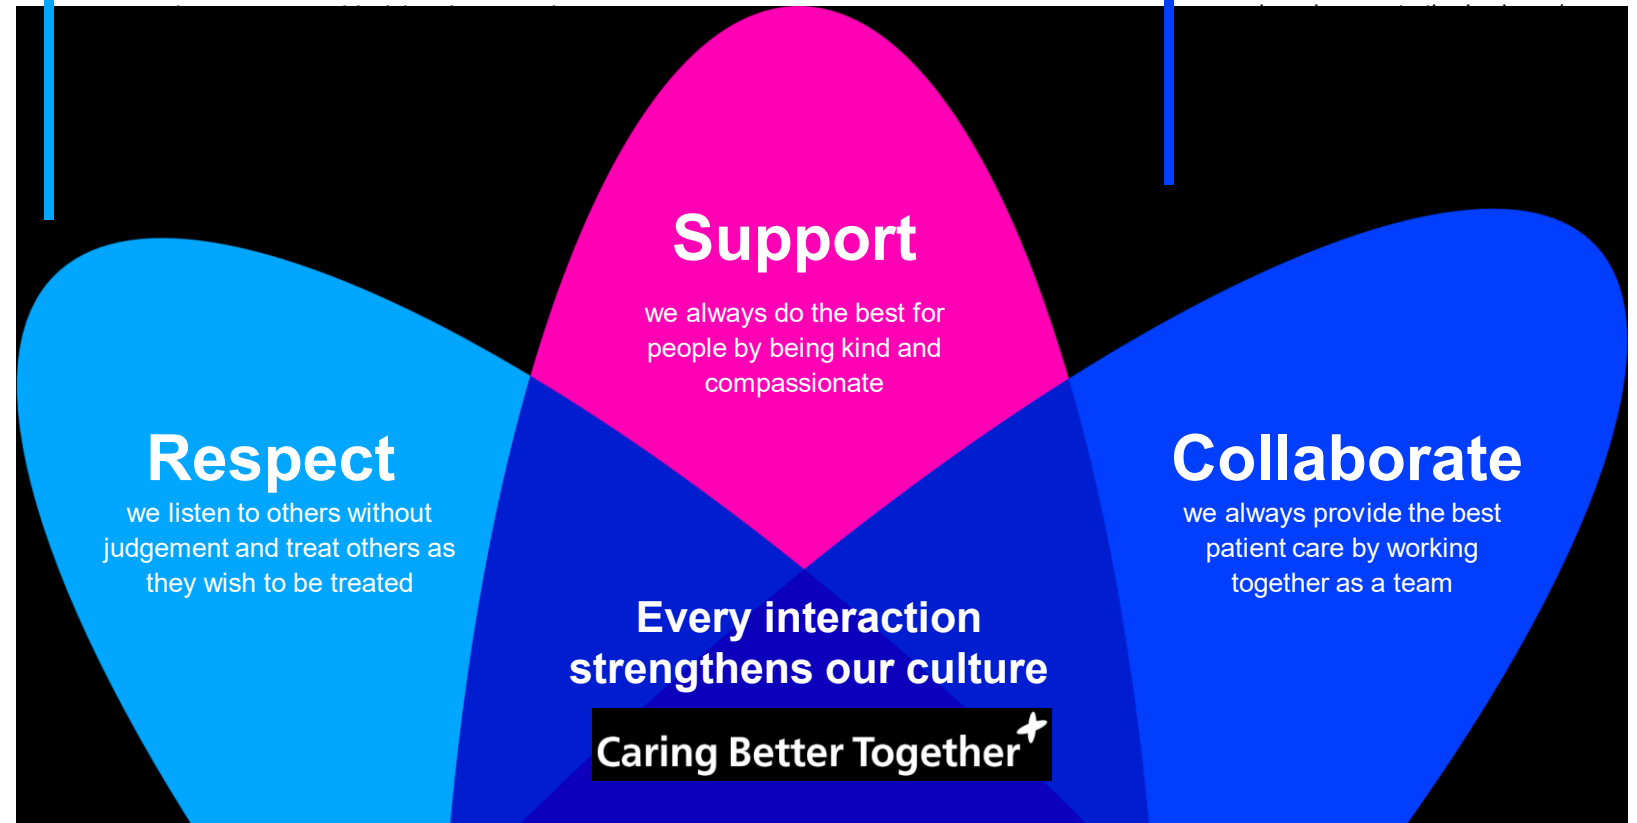 Support
we always do the best for
people by being kind and
compassionate
Respect
we listen to others without
judgement and treat others as
they wish to be treated
Collaborate
we always provide the best
patient care by working
together as a team
Every interaction
strengthens our culture
Caring Better Together